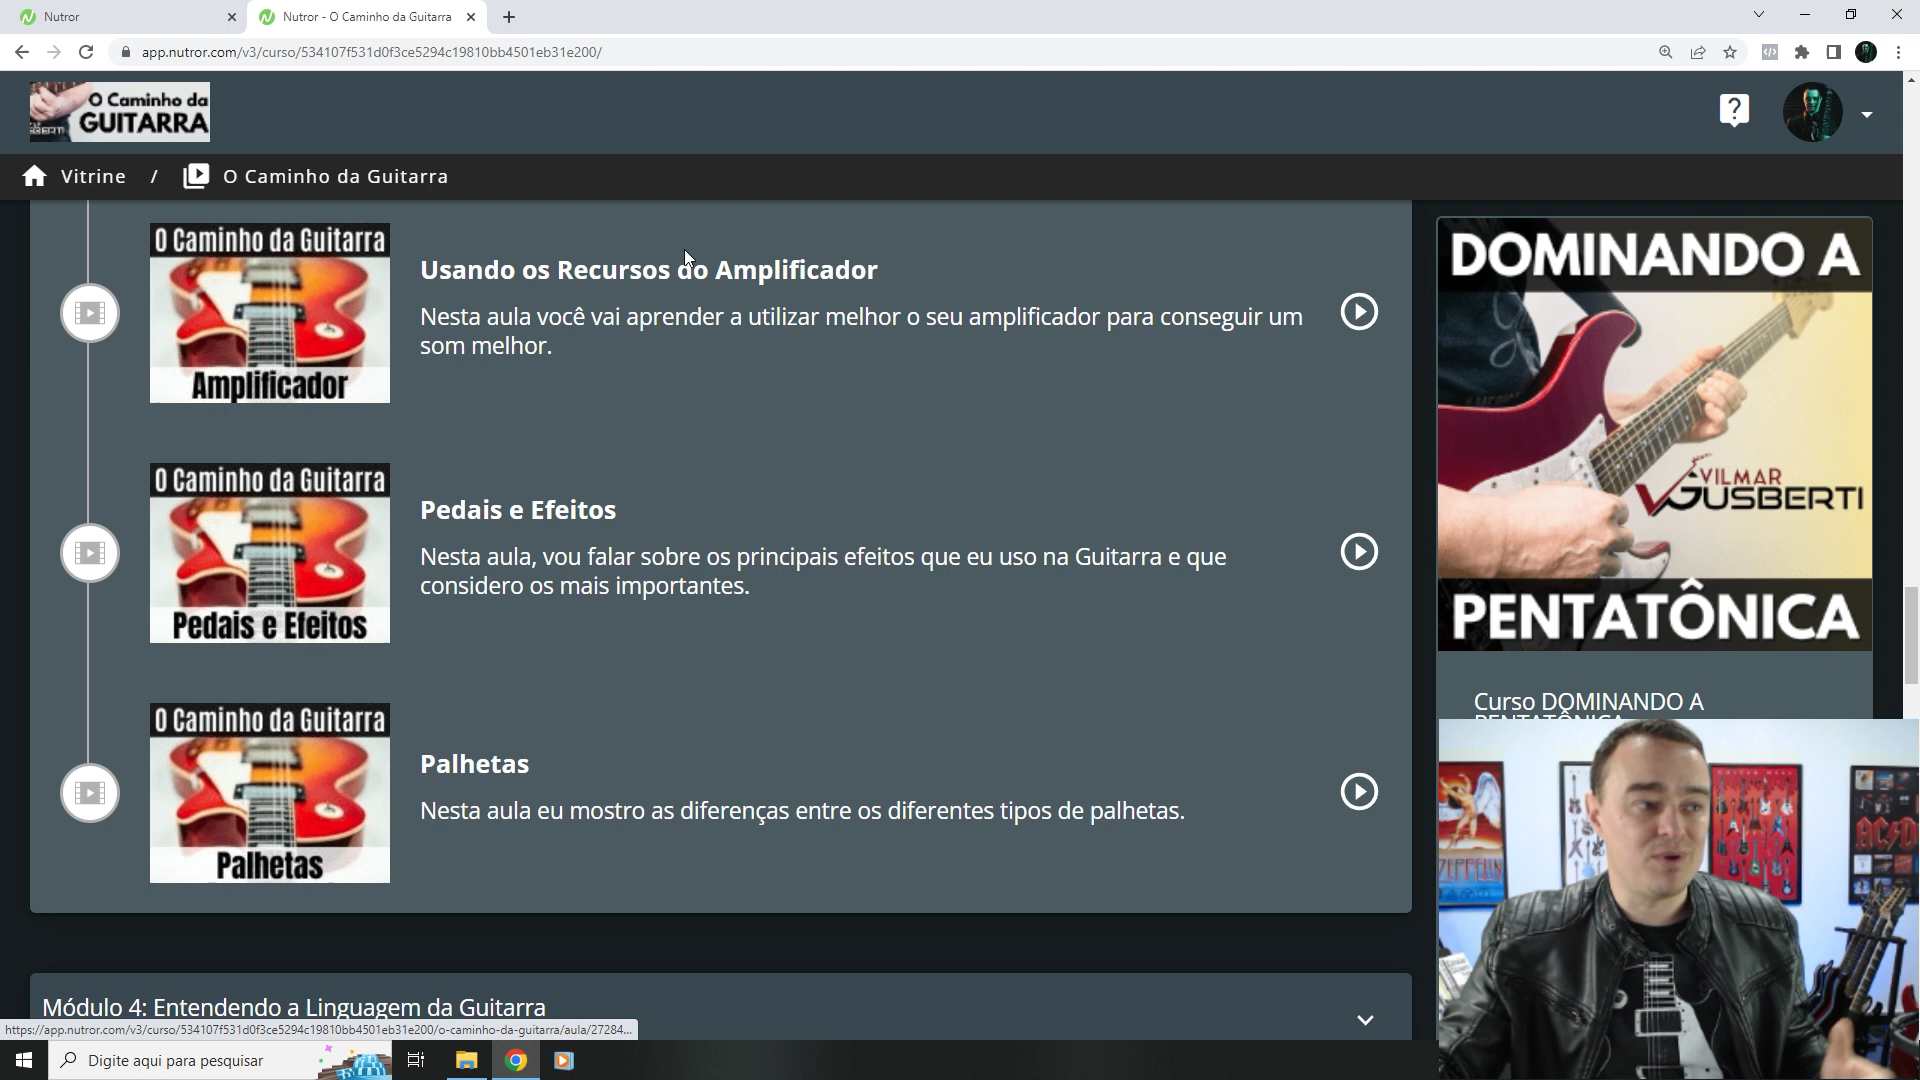 Nutror
Nutror - O Caminho da Guitarra
app.nutror.com/v3/curso/534107f531d0f3ce5294c19810bb4501eb31e200/
O Caminho da
GUITARRA
Vitrine / O Caminho da Guitarra
O Caminho da Guitarra
Amplificador
Usando os Recursos do Amplificador
Nesta aula você vai aprender a utilizar melhor o seu amplificador para conseguir um
som melhor.
O Caminho da Guitarra
Pedais e Efeitos
Pedais e Efeitos
Nesta aula, vou falar sobre os principais efeitos que eu uso na Guitarra e que
considero os mais importantes.
O Caminho da Guitarra
Palhetas
Palhetas
Nesta aula eu mostro as diferenças entre os diferentes tipos de palhetas.
DOMINANDO A
VILMAR
GUSBERTI
PENTATÔNICA
Curso DOMINANDO A
PENTATÔNICA
ZEPPELIN
AC/D
Módulo 4: Entendendo a Linguagem da Guitarra
https://app.nutror.com/v3/curso/534107f531d0f3ce5294c19810bb4501eb31e200/o-caminho-da-guitarra/aula/27284...
Digite aqui para pesquisar